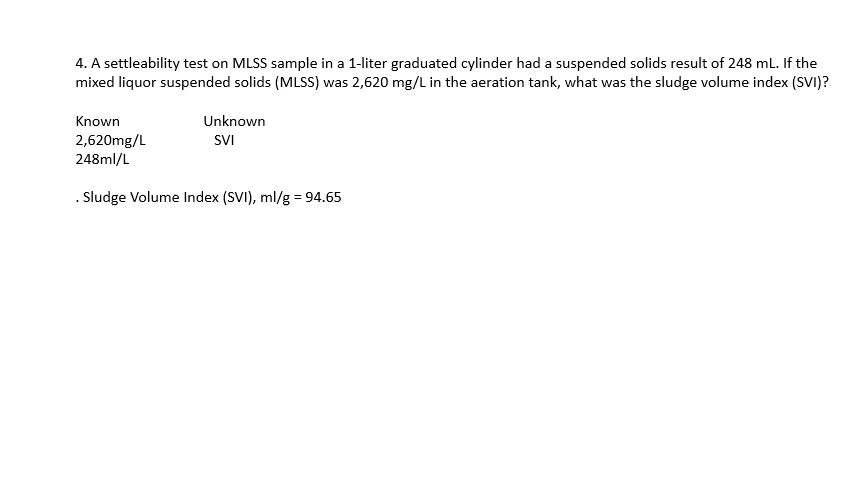 4. A settleability test on MLSS sample in a 1-liter graduated cylinder had a suspended solids result of 248 mL. If the
mixed liquor suspended solids (MLSS) was 2,620 mg/L in the aeration tank, what was the sludge volume index (SVI)?
Known Unknown
2,620mg/L SVI
248ml/L
. Sludge Volume Index (SVI), ml/g = 94.65